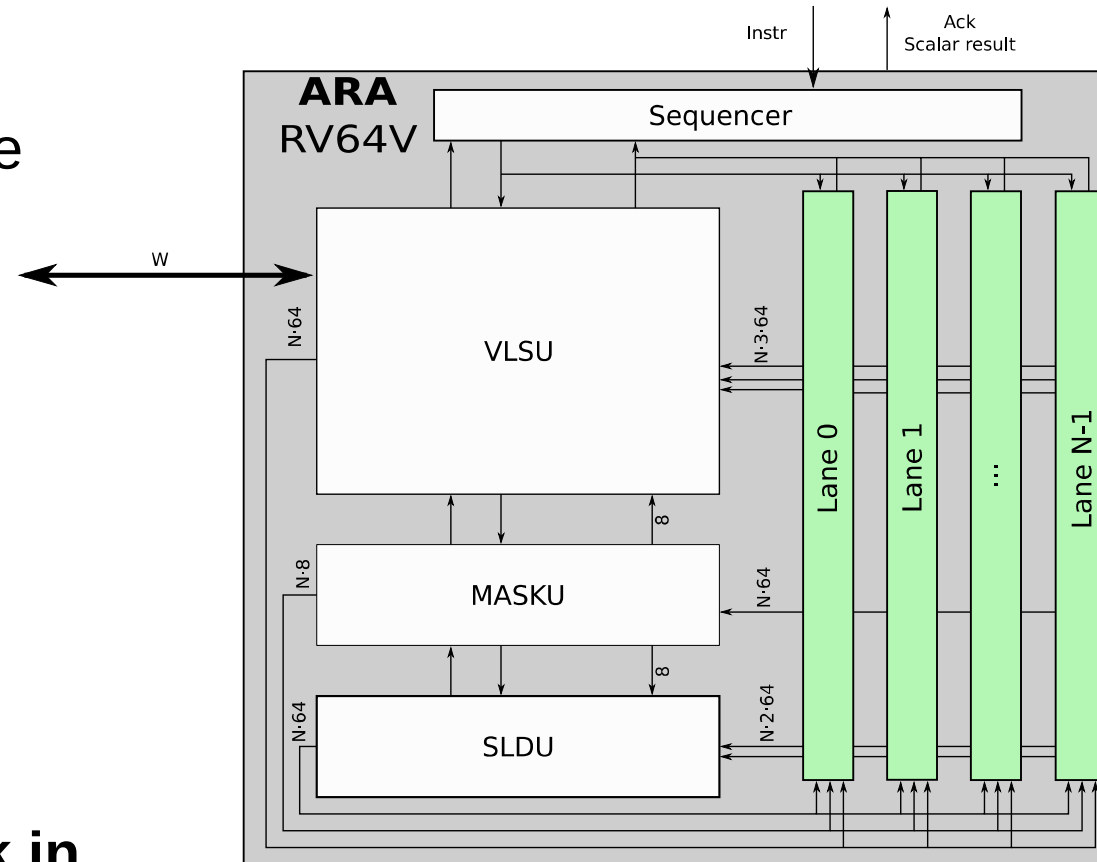 Instr
Ack
Scalar result
ARA
RV64V
Sequencer
e
W
N·64
VLSU
N·3·64
Lane 0
Lane 1
...
Lane N-1
8
N·8
MASKU
N·64
8
N·64
SLDU
N·2·64
k in